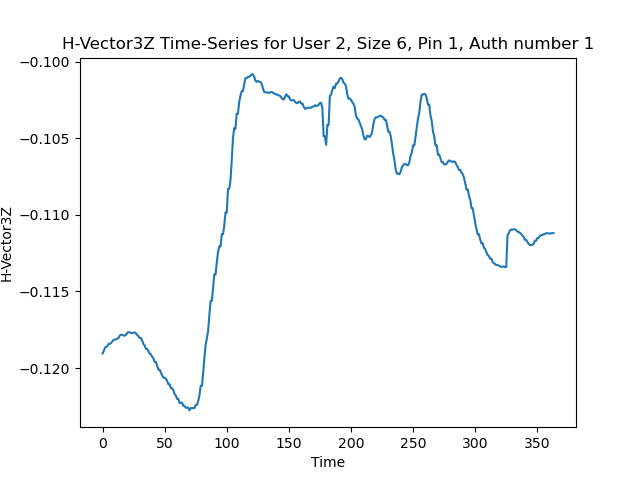 H-Vector3Z Time-Series for User 2, Size 6, Pin 1, Auth number 1
H-Vector3Z
−0.100
−0.105
−0.110
−0.115
−0.120
0 50 100 150 200 250 300 350
Time